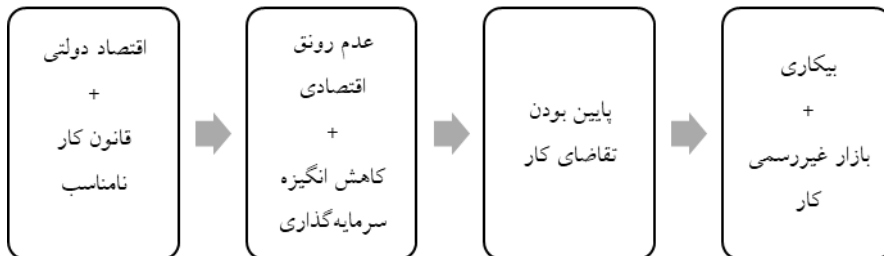 اقتصاد دولتی
+
قانون کار
نامناسب
عدم رونق
اقتصادی
+
کاهش انگیزه
سرمایه‌گذاری
پایین بودن
تقاضای کار
بیکاری
+
بازار غیررسمی
کار